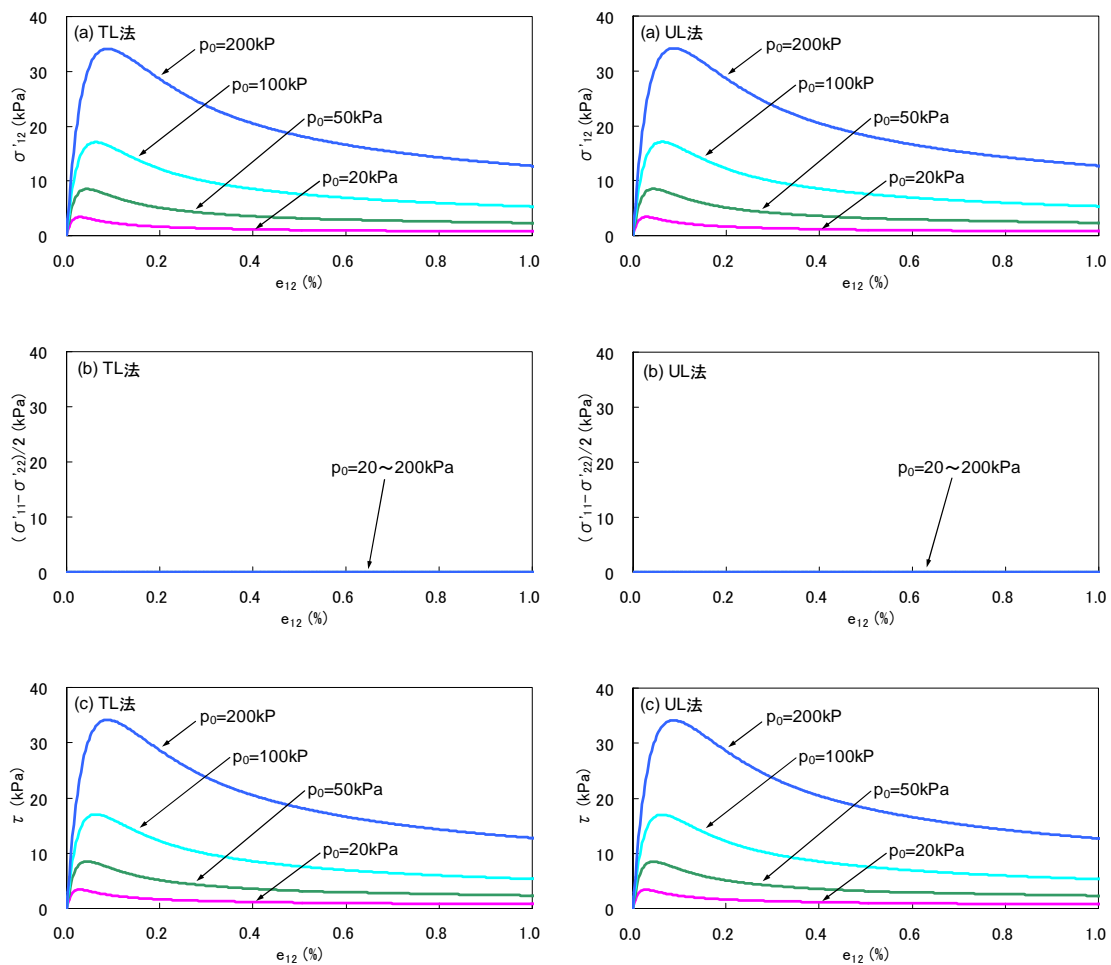 (a) TL法
p₀=200kP
p₀=100kP
p₀=50kPa
p₀=20kPa
σ'₁₂ (kPa)
40
30
20
10
0
0.0 0.2 0.4 0.6 0.8 1.0
e₁₂ (%)
(a) UL法
p₀=200kP
p₀=100kP
p₀=50kPa
p₀=20kPa
σ'₁₂ (kPa)
40
30
20
10
0
0.0 0.2 0.4 0.6 0.8 1.0
e₁₂ (%)
(b) TL法
p₀=20～200kPa
(σ'₁₁-σ'₂₂)/2 (kPa)
40
30
20
10
0
0.0 0.2 0.4 0.6 0.8 1.0
e₁₂ (%)
(b) UL法
p₀=20～200kPa
(σ'₁₁-σ'₂₂)/2 (kPa)
40
30
20
10
0
0.0 0.2 0.4 0.6 0.8 1.0
e₁₂ (%)
(c) TL法
p₀=200kP
p₀=100kP
p₀=50kPa
p₀=20kPa
τ (kPa)
40
30
20
10
0
0.0 0.2 0.4 0.6 0.8 1.0
e₁₂ (%)
(c) UL法
p₀=200kP
p₀=100kP
p₀=50kPa
p₀=20kPa
τ (kPa)
40
30
20
10
0
0.0 0.2 0.4 0.6 0.8 1.0
e₁₂ (%)